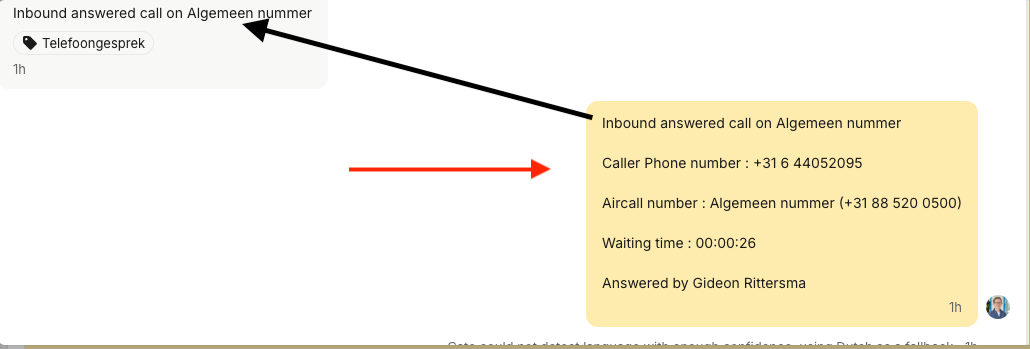 Inbound answered call on Algemeen nummer
Telefoongesprek
1h
Inbound answered call on Algemeen nummer
Caller Phone number : +31 6 44052095
Aircall number : Algemeen nummer (+31 88 520 0500)
Waiting time : 00:00:26
Answered by Gideon Rittersma
1h
could not detect language with enough confidence, using Dutch as a fallback · 1h